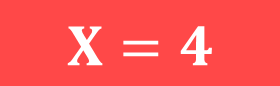 X = 4